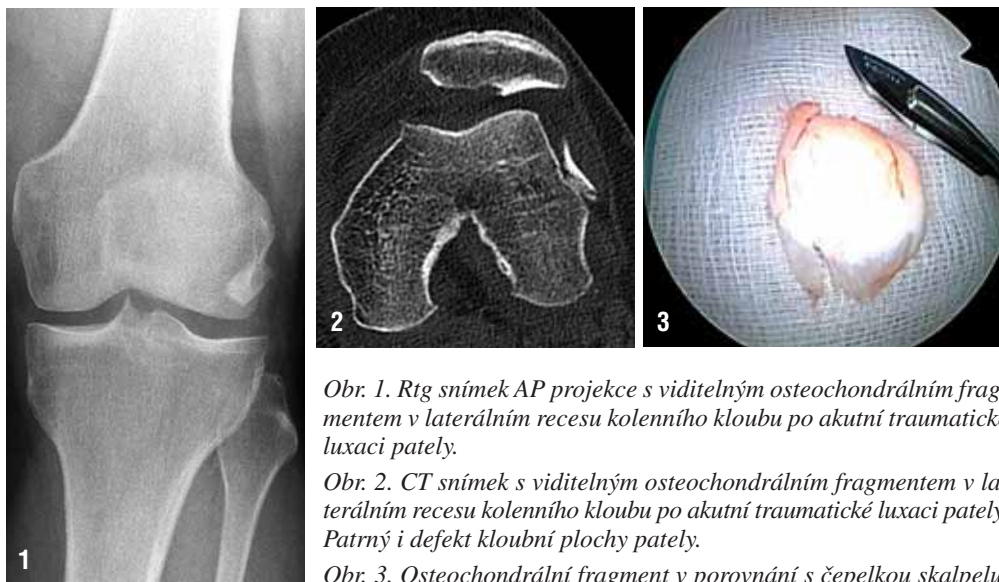 1
2
3
Obr. 1. Rtg snímek AP projekce s viditelným osteochondrálním frag-
mentem v laterálním recesu kolenního kloubu po akutní traumatické
luxaci pately.
Obr. 2. CT snímek s viditelným osteochondrálním fragmentem v la-
terálním recesu kolenního kloubu po akutní traumatické luxaci pately.
Patrný i defekt kloubní plochy pately.
Obr. 3. Osteochondrální fragment v porovnání s čepelkou skalpelu.